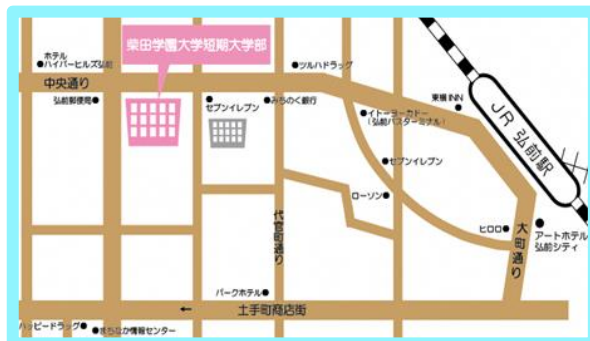 柴田学園大学短期大学部
ホテル
ハイパーヒルズ弘前
中央通り
弘前郵便局
セブンイレブン
みちのく銀行
ツルハドラッグ
イトーヨーカドー
(弘前バスターミナル)
東横INN
JR 弘前駅
セブンイレブン
ローソン
代官町通り
ヒロロ
大町通り
アートホテル
弘前シティ
パークホテル
←
土手町商店街
ハッピードラッグ
まちなか情報センター